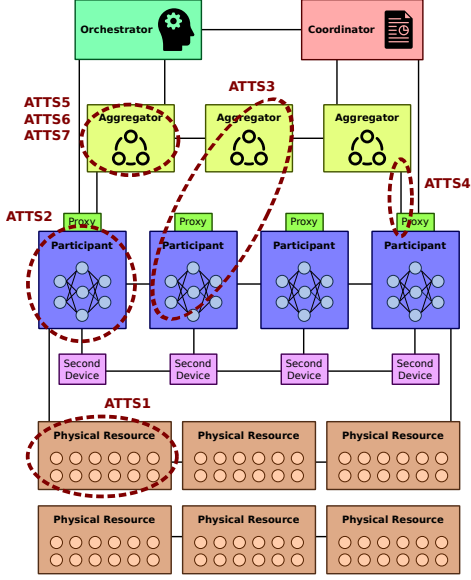 Orchestrator
Coordinator
ATTS3
ATTS5
ATTS6
ATTS7
Aggregator
Aggregator
Aggregator
ATTS4
ATTS2
Proxy
Proxy
Proxy
Proxy
Participant
Participant
Participant
Participant
Second
Device
Second
Device
Second
Device
Second
Device
ATTS1
Physical Resource
Physical Resource
Physical Resource
Physical Resource
Physical Resource
Physical Resource